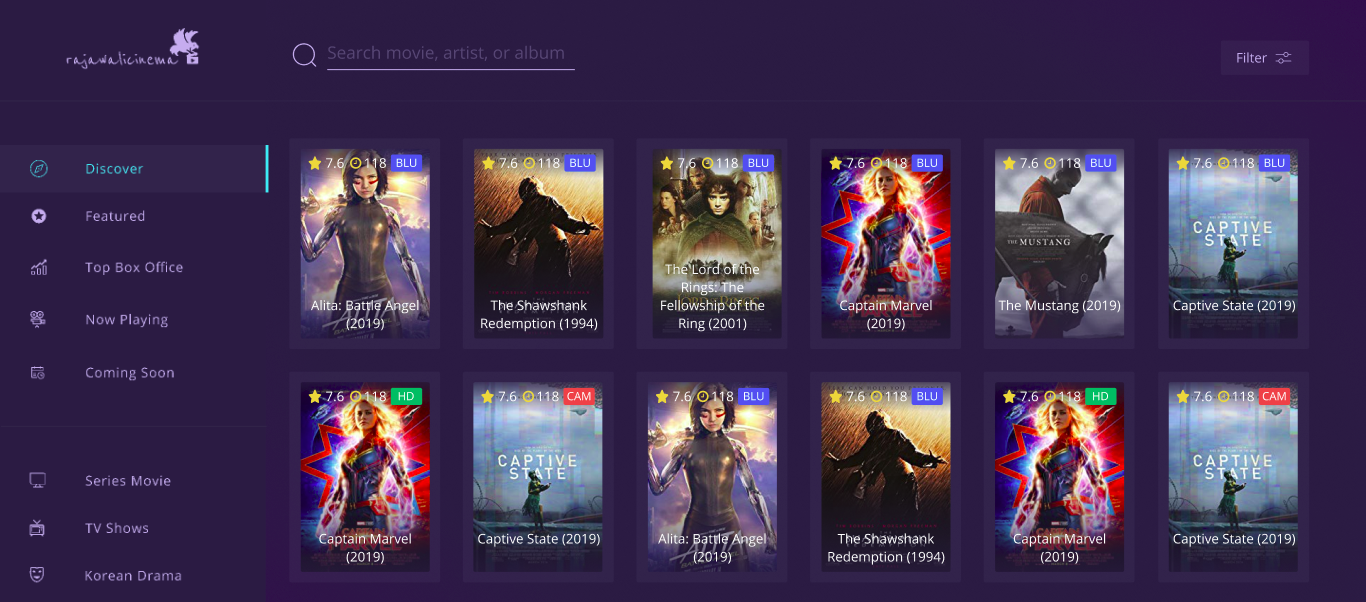 rajawalicinema
Search movie, artist, or album
Filter
Discover
Featured
Top Box Office
Now Playing
Coming Soon
Series Movie
TV Shows
Korean Drama
7.6 118 BLU
Alita: Battle Angel
(2019)
7.6 118 BLU
The Shawshank
Redemption (1994)
7.6 118 BLU
The Lord of the
Rings: The
Fellowship of the
Ring (2001)
7.6 118 BLU
Captain Marvel
(2019)
7.6 118 BLU
THE MUSTANG
The Mustang (2019)
7.6 118 BLU
CAPTIVE
STATE
Captive State (2019)
7.6 118 HD
Captain Marvel
(2019)
7.6 118 CAM
CAPTIVE
STATE
Captive State (2019)
7.6 118 BLU
Alita: Battle Angel
(2019)
7.6 118 BLU
The Shawshank
Redemption (1994)
7.6 118 HD
Captain Marvel
(2019)
7.6 118 CAM
CAPTIVE
STATE
Captive State (2019)